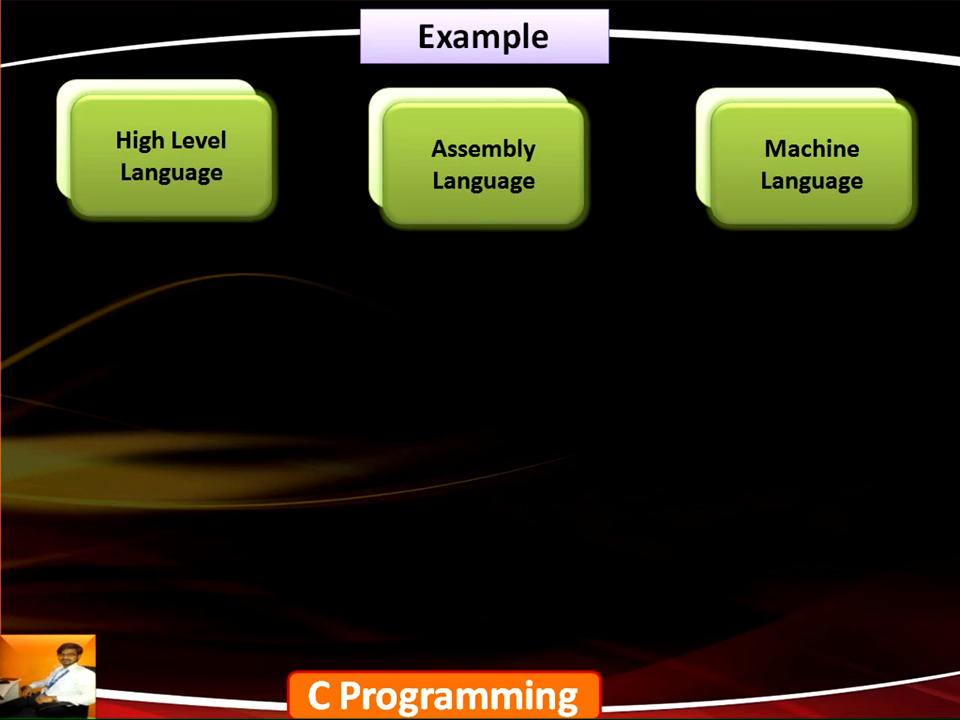 Example
High Level
Language
Assembly
Language
Machine
Language
C Programming